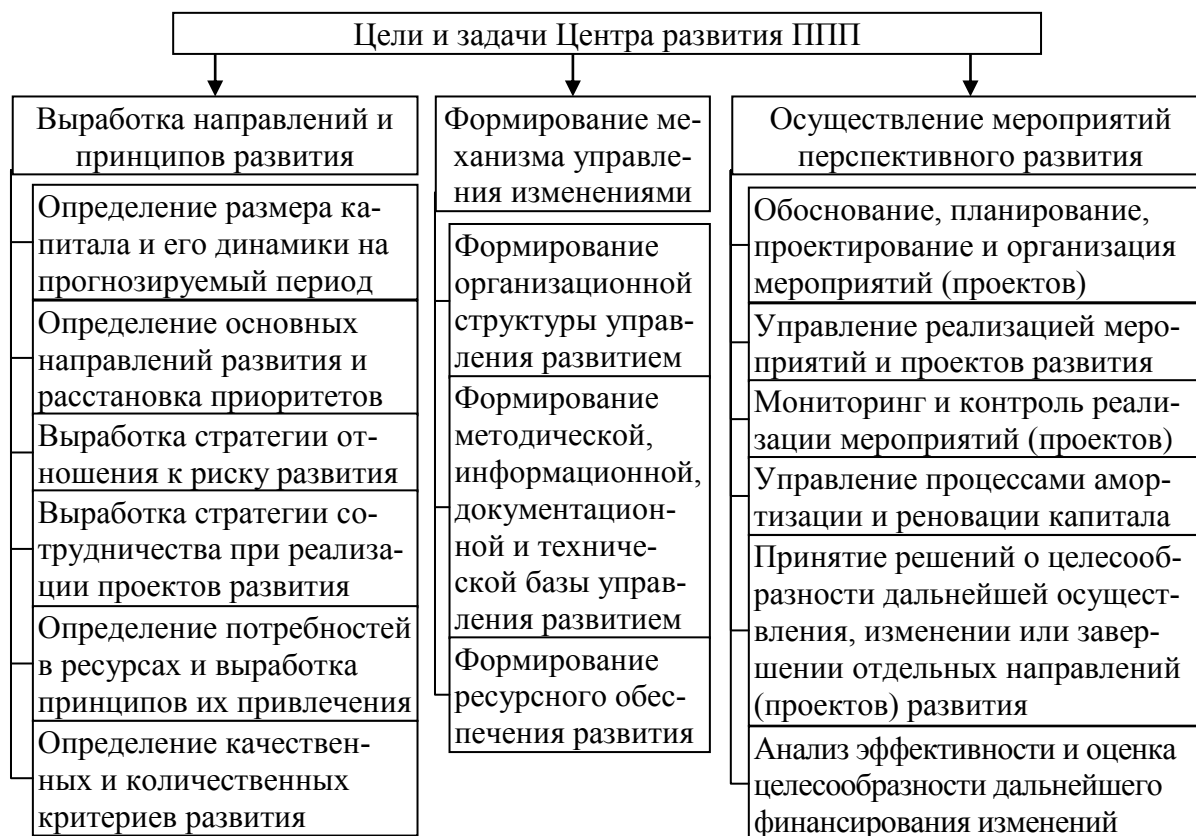 Цели и задачи Центра развития ППП
Выработка направлений и
принципов развития
Определение размера ка-
питала и его динамики на
прогнозируемый период
Определение основных
направлений развития и
расстановка приоритетов
Выработка стратегии от-
ношения к риску развития
Выработка стратегии со-
трудничества при реализа-
ции проектов развития
Определение потребностей
в ресурсах и выработка
принципов их привлечения
Определение качествен-
ных и количественных
критериев развития
Формирование ме-
ханизма управле-
ния изменениями
Формирование
организационной
структуры управ-
ления развитием
Формирование
методической,
информационной,
документацион-
ной и техниче-
ской базы управ-
ления развитием
Формирование
ресурсного обес-
печения развития
Осуществление мероприятий
перспективного развития
Обоснование, планирование,
проектирование и организация
мероприятий (проектов)
Управление реализацией меро-
приятий и проектов развития
Мониторинг и контроль реали-
зации мероприятий (проектов)
Управление процессами амор-
тизации и реновации капитала
Принятие решений о целесооб-
разности дальнейшей осущест-
вления, изменении или завер-
шении отдельных направлений
(проектов) развития
Анализ эффективности и оценка
целесообразности дальнейшего
финансирования изменений